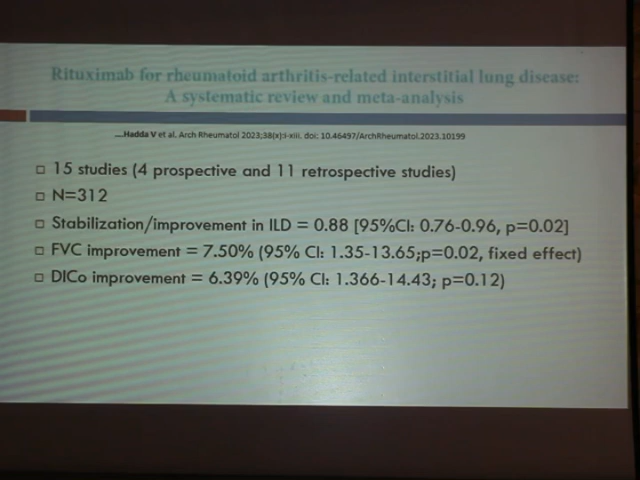 Rituximab for rheumatoid arthritis-related interstitial lung disease:
A systematic review and meta-analysis
....Hadda V et al. Arch Rheumatol 2023;38(x):i-xiii. doi: 10.46497/ArchRheumatol.2023.10199
15 studies (4 prospective and 11 retrospective studies)
N=312
Stabilization/improvement in ILD = 0.88 [95%CI: 0.76-0.96, p=0.02]
FVC improvement = 7.50% (95% CI: 1.35-13.65;p=0.02, fixed effect)
DlCo improvement = 6.39% (95% CI: 1.366-14.43; p=0.12)